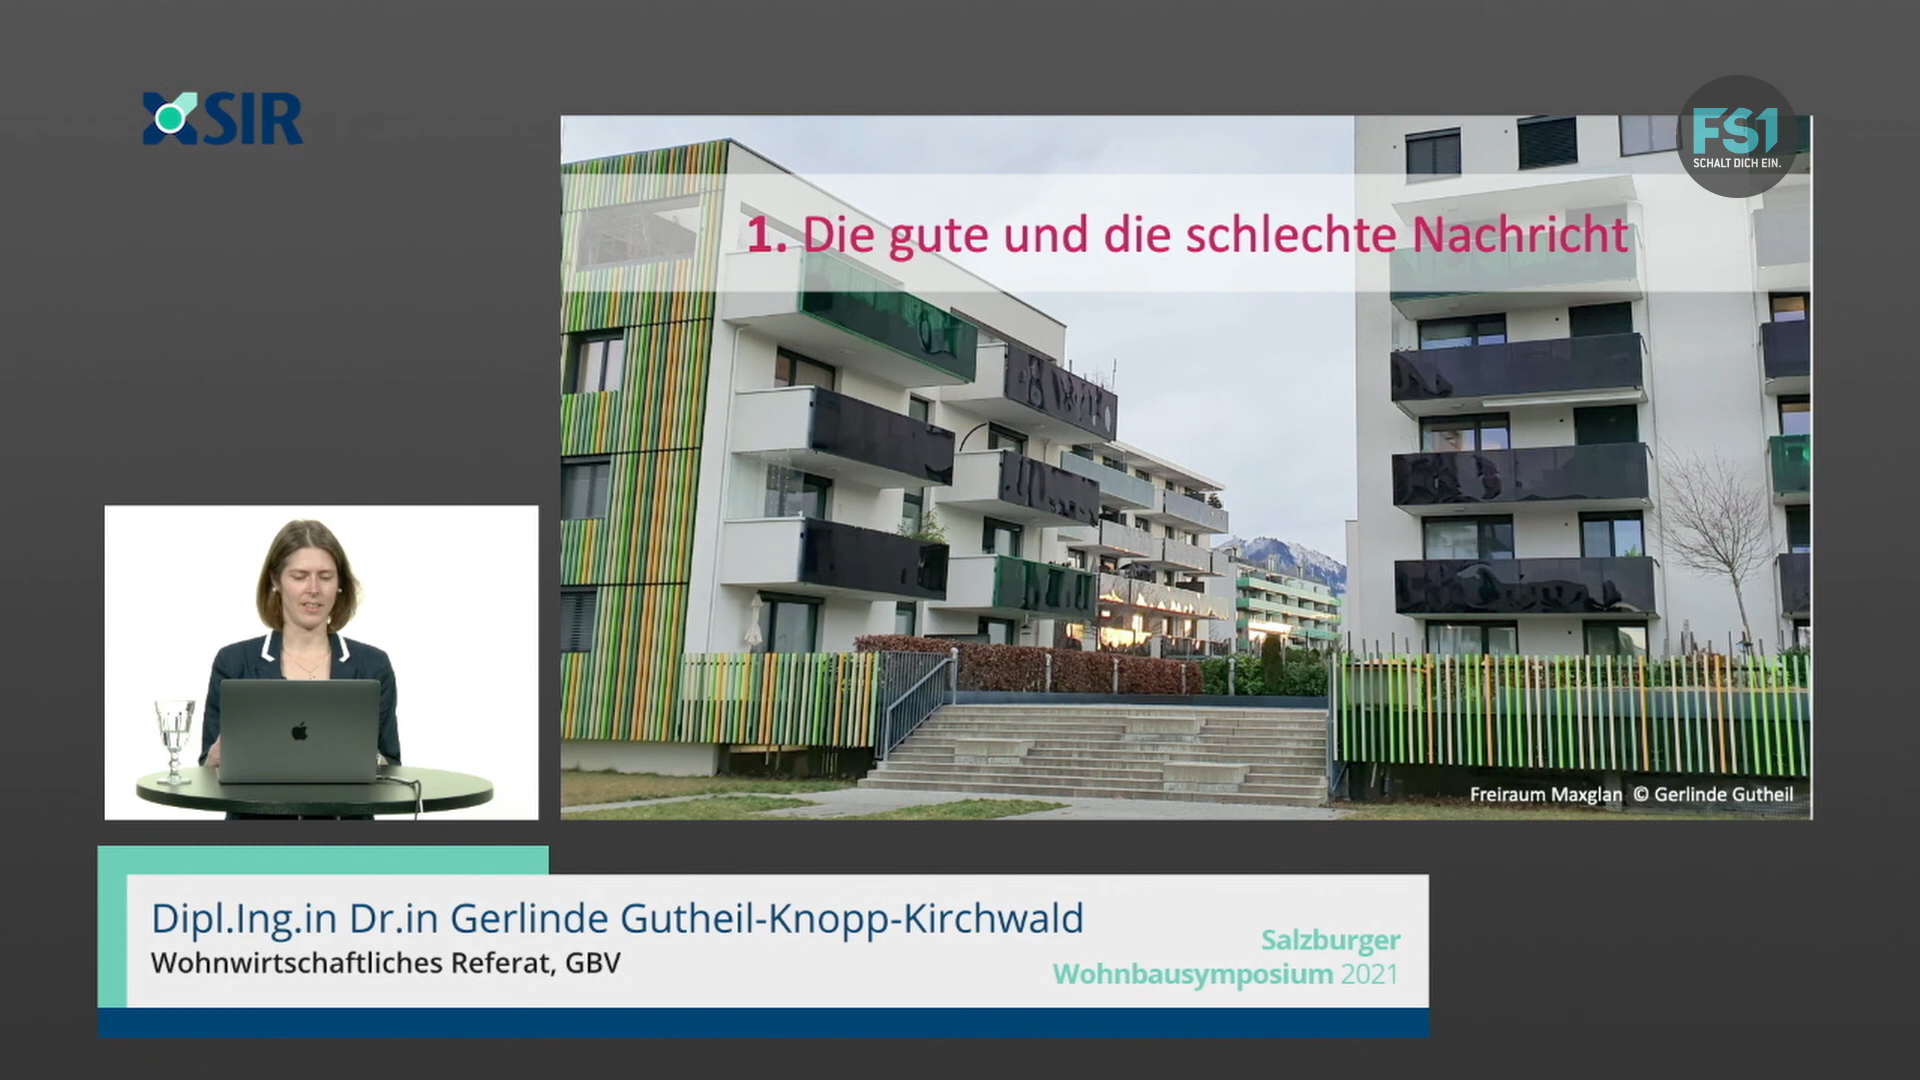 SIR
FS1
SCHALT DICH EIN.
1. Die gute und die schlechte Nachricht
Freiraum Maxglan © Gerlinde Gutheil
Dipl.Ing.in Dr.in Gerlinde Gutheil-Knopp-Kirchwald
Wohnwirtschaftliches Referat, GBV
Salzburger
Wohnbausymposium 2021